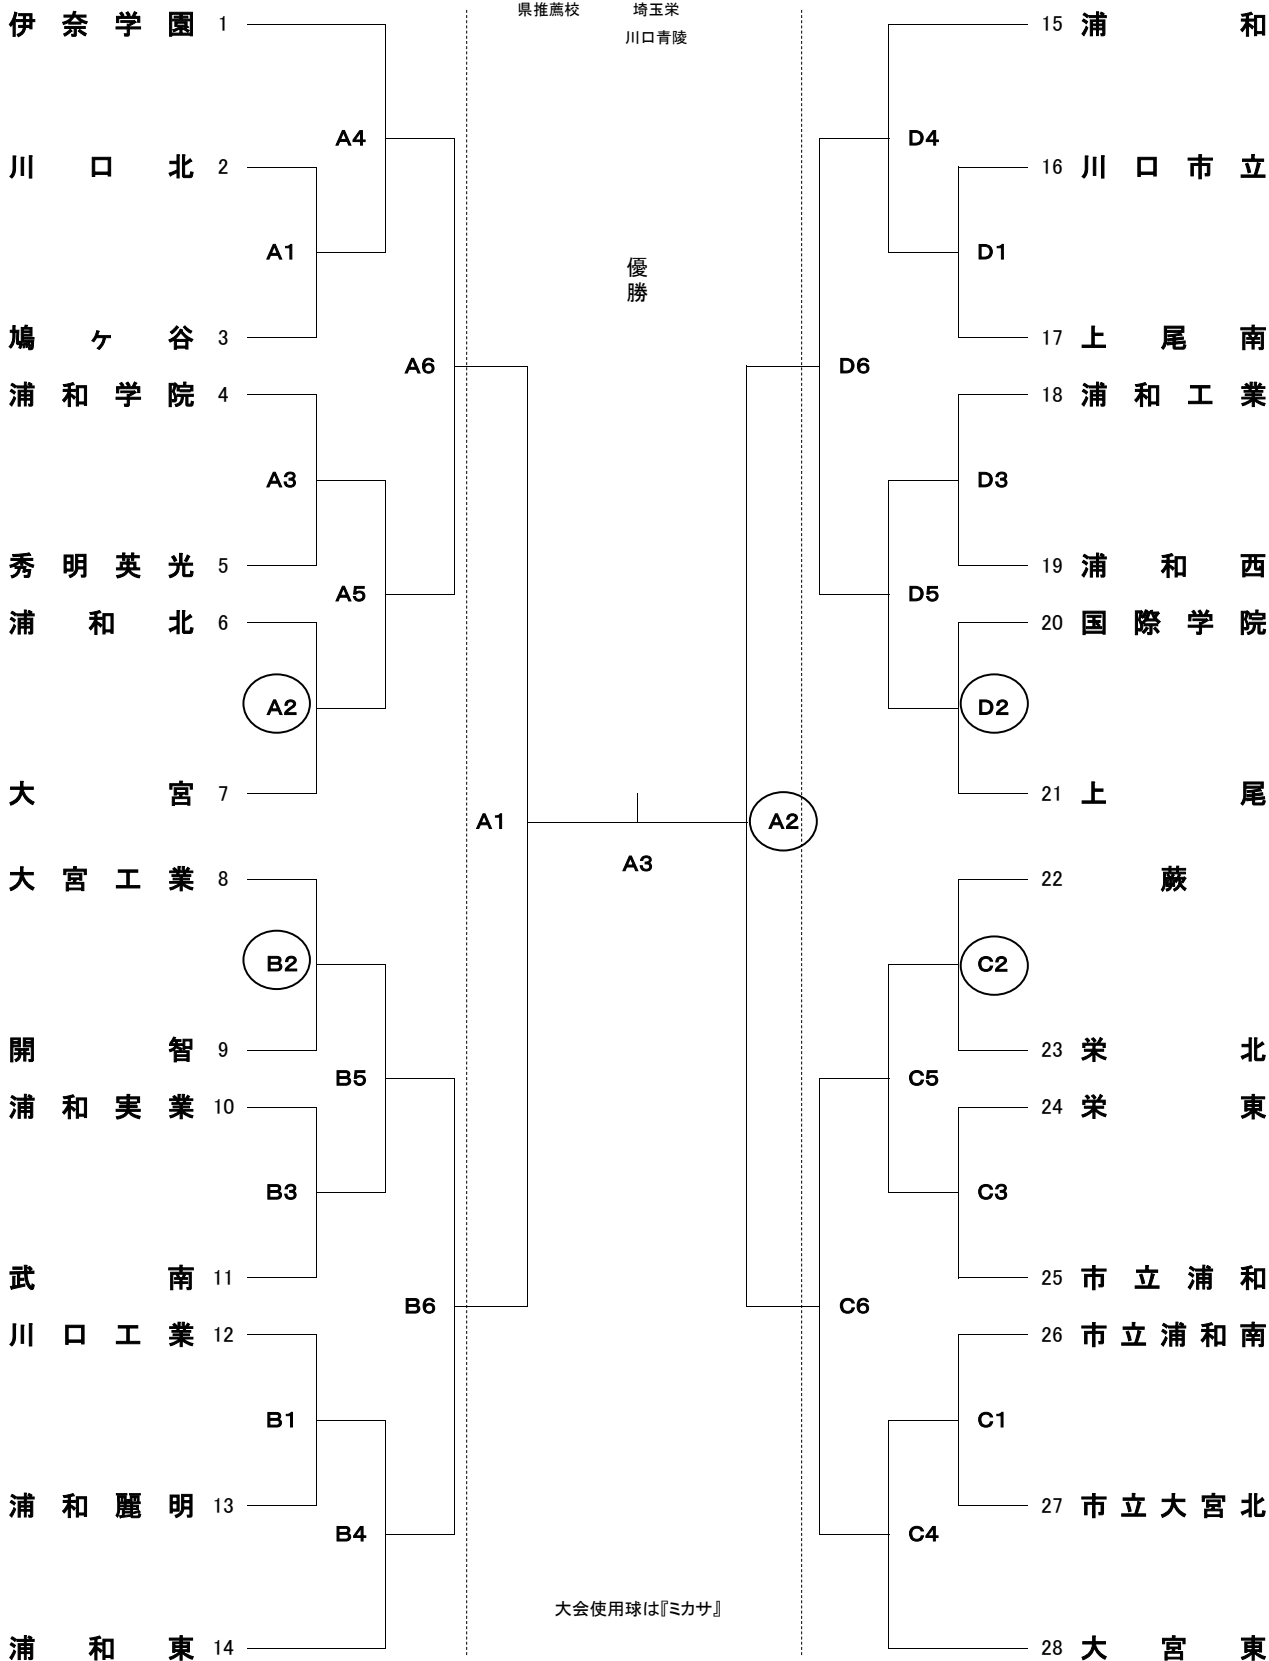 県推薦校 埼玉栄
川口青陵
伊奈学園 1
A4
川口北 2
A1
鳩ヶ谷 3
A6
浦和学院 4
A3
秀明英光 5
A5
浦和北 6
A2
大宮 7
A1
大宮工業 8
B2
開智 9
B5
浦和実業 10
B3
武南 11
B6
川口工業 12
B1
浦和麗明 13
B4
浦和東 14
優勝
A3
大会使用球は『ミカサ』
15 浦和
D4
16 川口市立
D1
17 上尾南
D6
18 浦和工業
D3
19 浦和西
D5
20 国際学院
D2
21 上尾
A2
22 蕨
C2
23 栄北
C5
24 栄東
C3
25 市立浦和
C6
26 市立浦和南
C1
27 市立大宮北
C4
28 大宮東